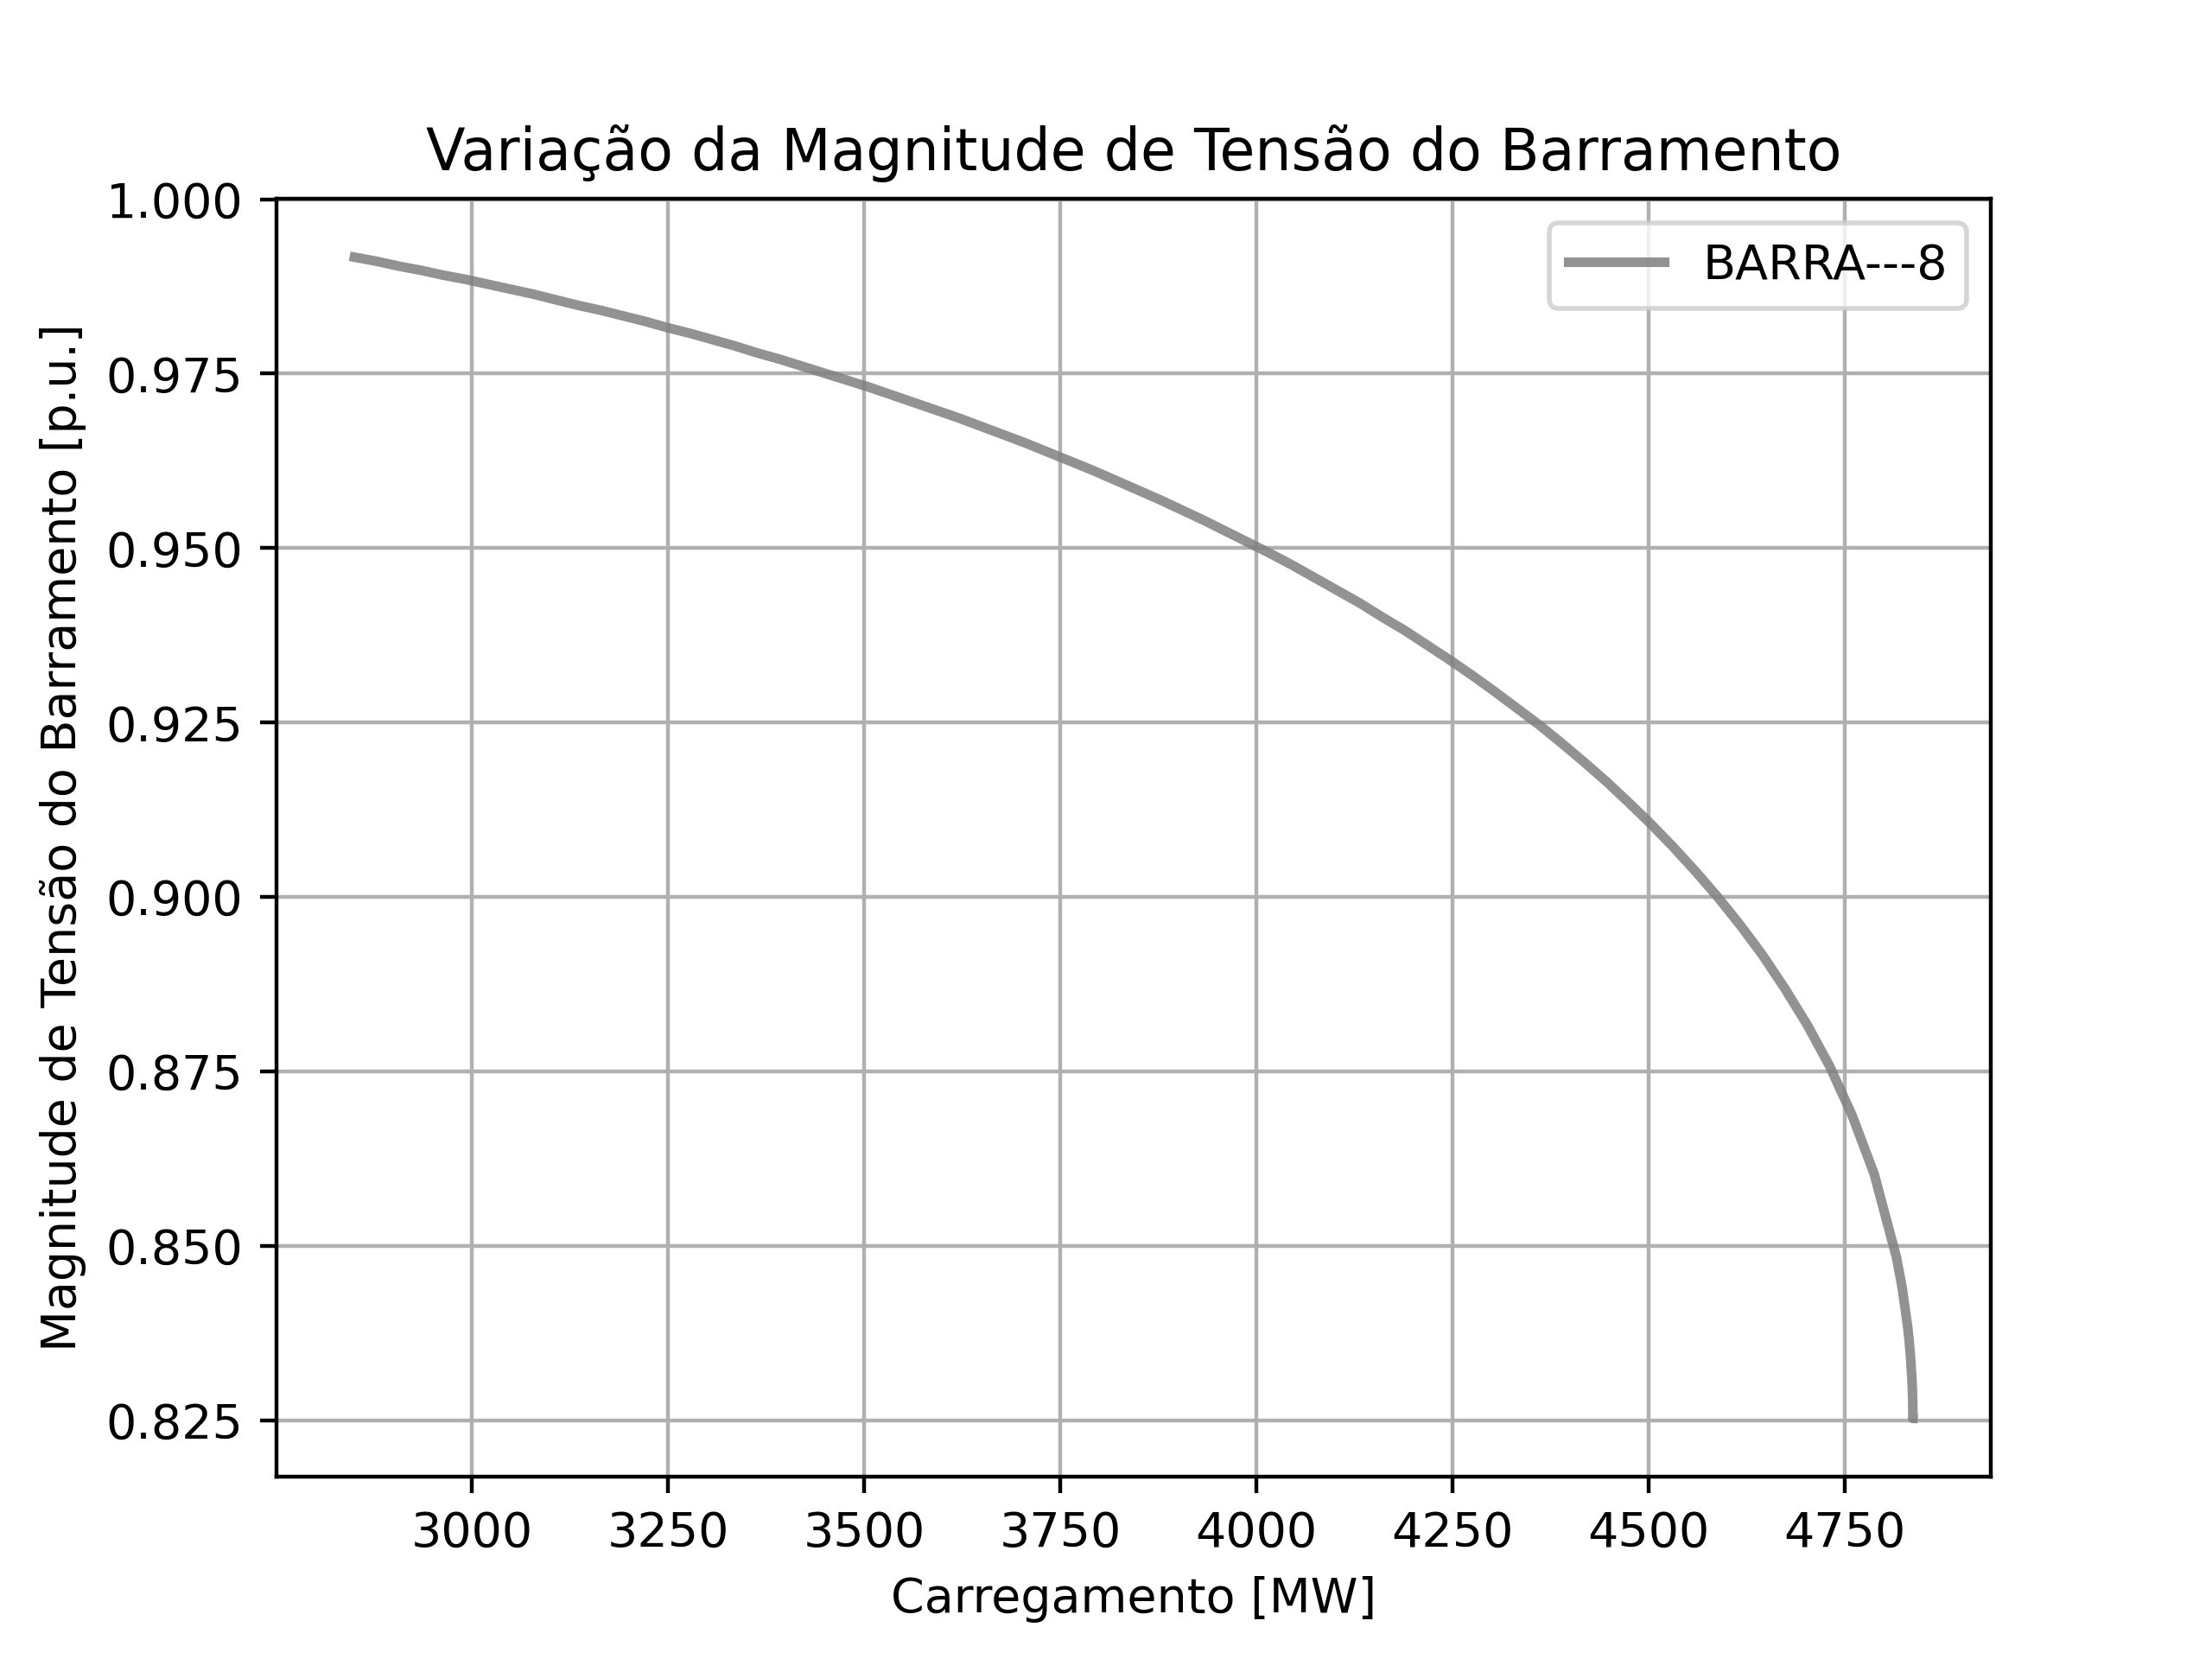 Variação da Magnitude de Tensão do Barramento
BARRA---8
Magnitude de Tensão do Barramento [p.u.]
1.000
0.975
0.950
0.925
0.900
0.875
0.850
0.825
3000 3250 3500 3750 4000 4250 4500 4750
Carregamento [MW]